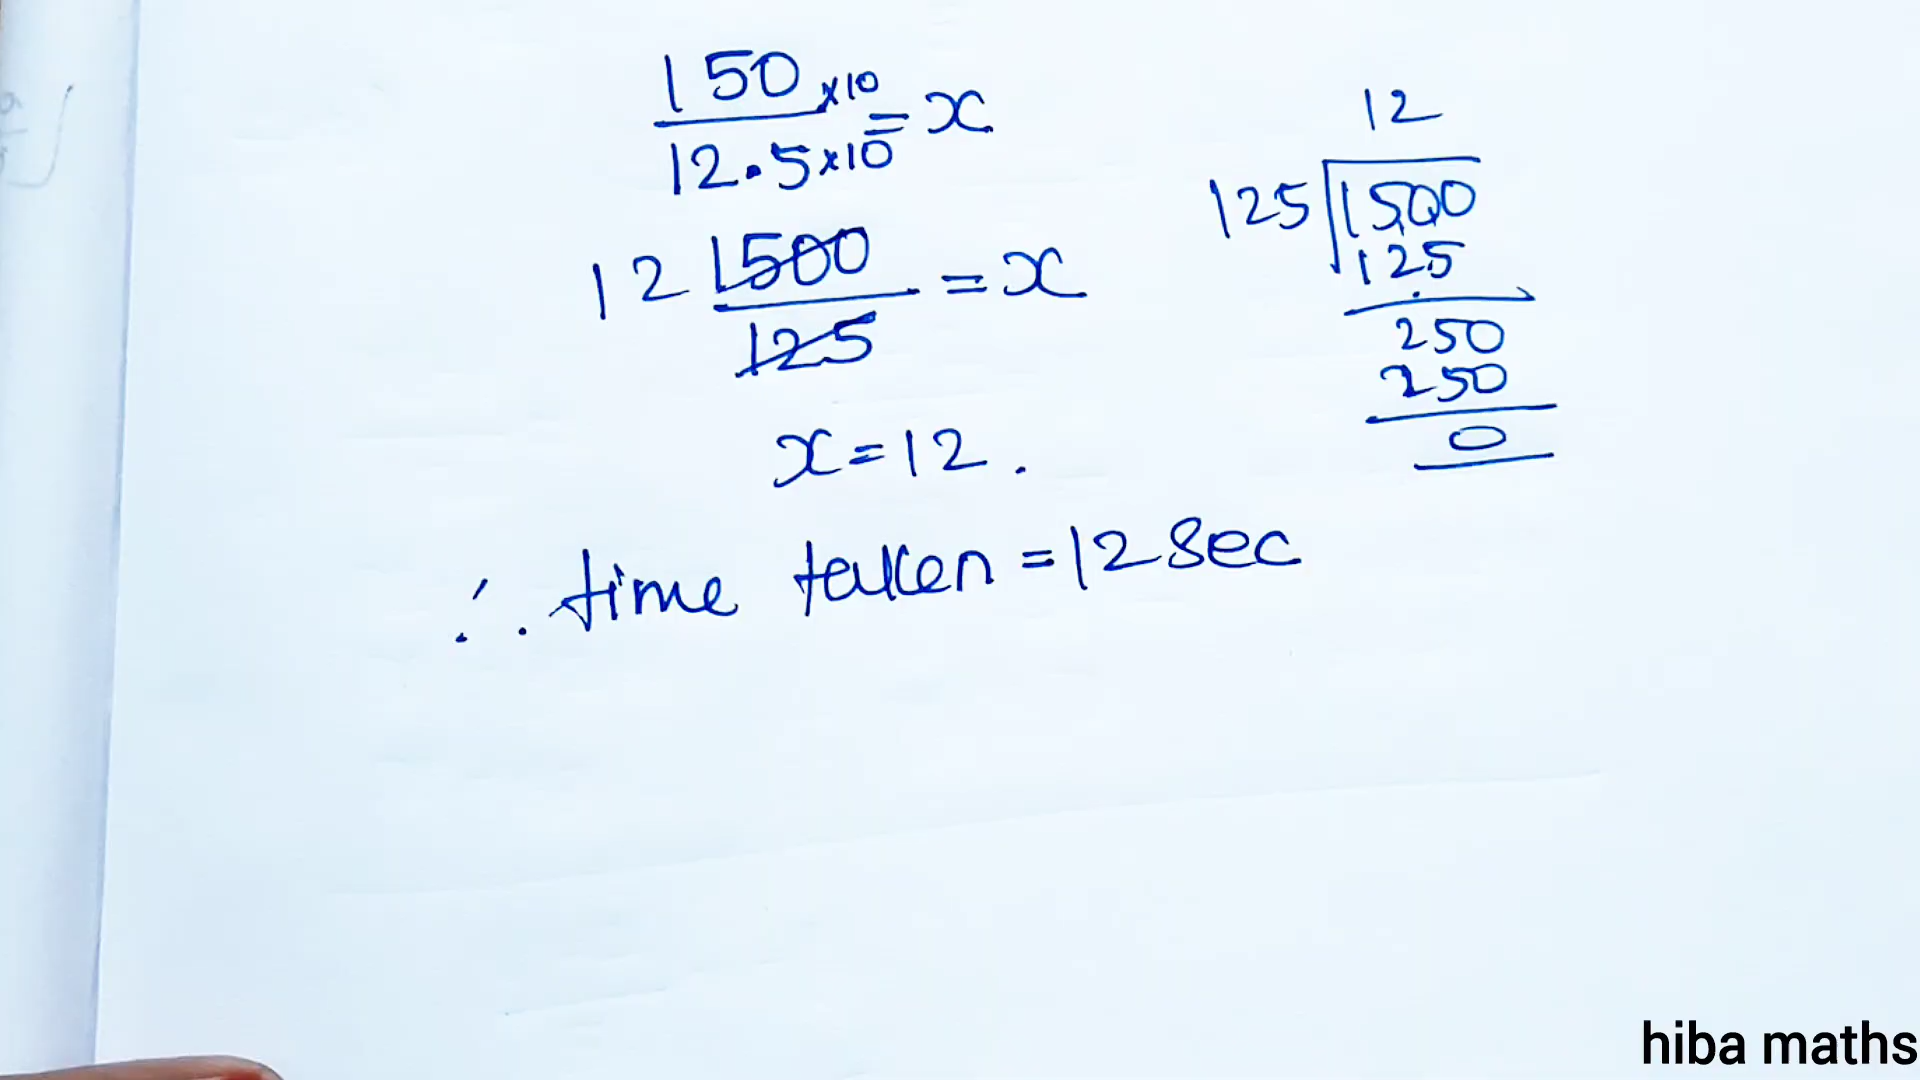 150×10/12.5×10 = x
12 1500/125 = x
x = 12.
∴ time taken = 12 sec
12
125 1500
125
250
250
0
hiba maths